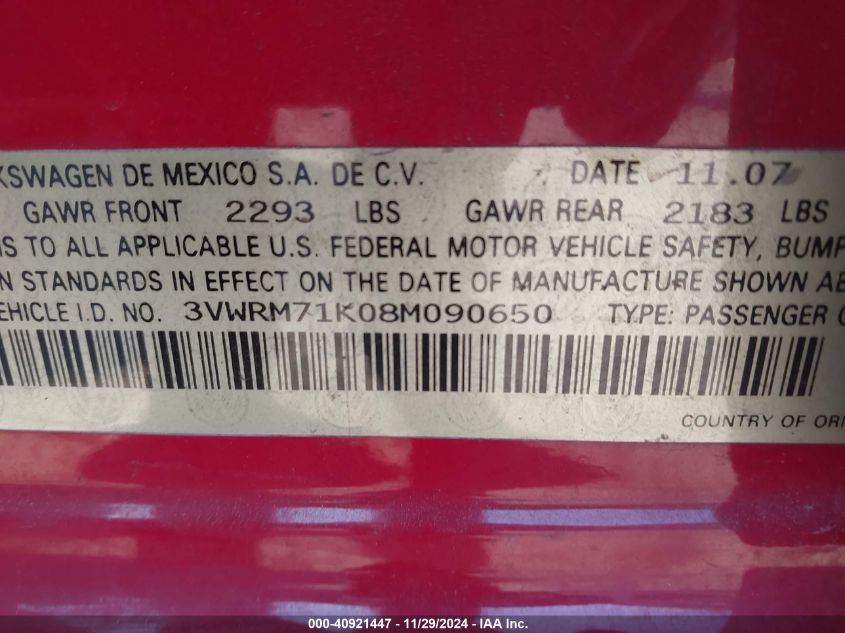 KSWAGEN DE MEXICO S.A. DE C.V. DATE 11.07
GAWR FRONT 2293 LBS GAWR REAR 2183 LBS
S TO ALL APPLICABLE U.S. FEDERAL MOTOR VEHICLE SAFETY, BUMP
N STANDARDS IN EFFECT ON THE DATE OF MANUFACTURE SHOWN AB
EHICLE I.D. NO. 3VWRM71K08M090650 TYPE: PASSENGER C
COUNTRY OF ORI
000-40921447 - 11/29/2024 - IAA Inc.